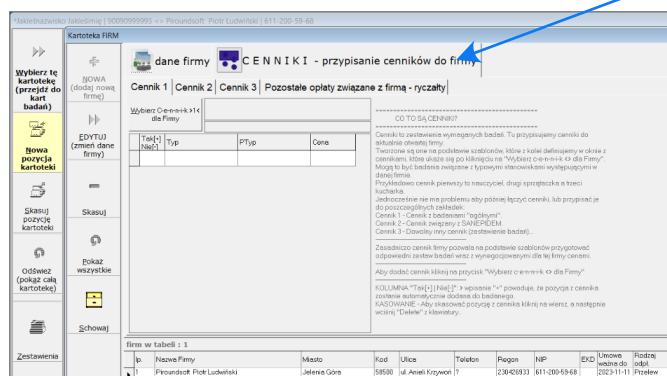 *Jakieśnazwisko Jakieśimię | 90090999993 <> Piroundsoft Piotr Ludwiński | 611-200-59-68
Kartoteka FIRM
Wybierz tę
kartotekę
(przejdź do
kart
badań)
Nowa
pozycja
kartoteki
Skasuj
pozycję
kartoteki
Odśwież
(pokąż całą
kartotekę)
Zestawienia
NOWA
(dodaj nową
firmę)
EDYTUJ
(zmień dane
firmy)
Skasuj
Pokaż
wszystkie
Schowaj
dane firmy
C E N N I K I - przypisanie cenników do firmy
Cennik 1
Cennik 2
Cennik 3
Pozostałe opłaty związane z firmą - ryczałty
Wybierz C-e-n-n-i-k >1<
dla Firmy
Tak[+]
Nie[-]
Typ
PTyp
Cena
----------------------------------------------------
CO TO SĄ CENNIKI?
----------------------------------------------------
Cenniki to zestawienia wymaganych badań. Tu przypisujemy cenniki do
aktualnie otwartej firmy.
Tworzone są one na podstawie szablonów, które z kolei definiujemy w oknie z
cennikami, które ukaże się po kliknięciu na "Wybierz c-e-n-n-i-k <> dla Firmy".
Mogą to być badania związane z typowymi stanowiskami występującymi w
danej firmie.
Przykładowo cennik pierwszy to nauczyciel, drugi sprzątaczka a trzeci
kucharka.
Jednocześnie nie ma problemu aby później łączyć cenniki, lub przypisać je
do poszczególnych zakładek:
Cennik 1 - Cennik z badaniami "ogólnymi".
Cennik 2 - Cennik związany z SANEPIDEM.
Cennik 3 - Dowolny inny cennik (zestawienie badań)...
----------------------------------------------------
Zasadniczo cennik firmy pozwala na podstawie szablonów przygotować
odpowiedni zestaw badań wraz z wynegocjowanymi dla tej firmy cenami.
----------------------------------------------------
Aby dodać cennik kliknij na przycisk "Wybierz c-e-n-n-i-k <> dla Firmy"
----------------------------------------------------
KOLUMNA "Tak[+] | Nie[-]" :> wpisanie "+" powoduje, że pozycja z cennika
zostanie automatycznie dodana do badanego.
KASOWANIE - Aby skasować pozycję z cennika kliknij na wiersz, a następnie
wciśnij "Delete" z klawiatury.
firm w tabeli : 1
lp. Nazwa Firmy Miasto Kod Ulica Telefon Regon NIP EKD Umowa ważna do Rodzaj odpł.
1 Piroundsoft Piotr Ludwiński Jelenia Góra 58500 ul. Anieli Krzywoń ? 230426933 611-200-59-68 2023-11-11 Przelew